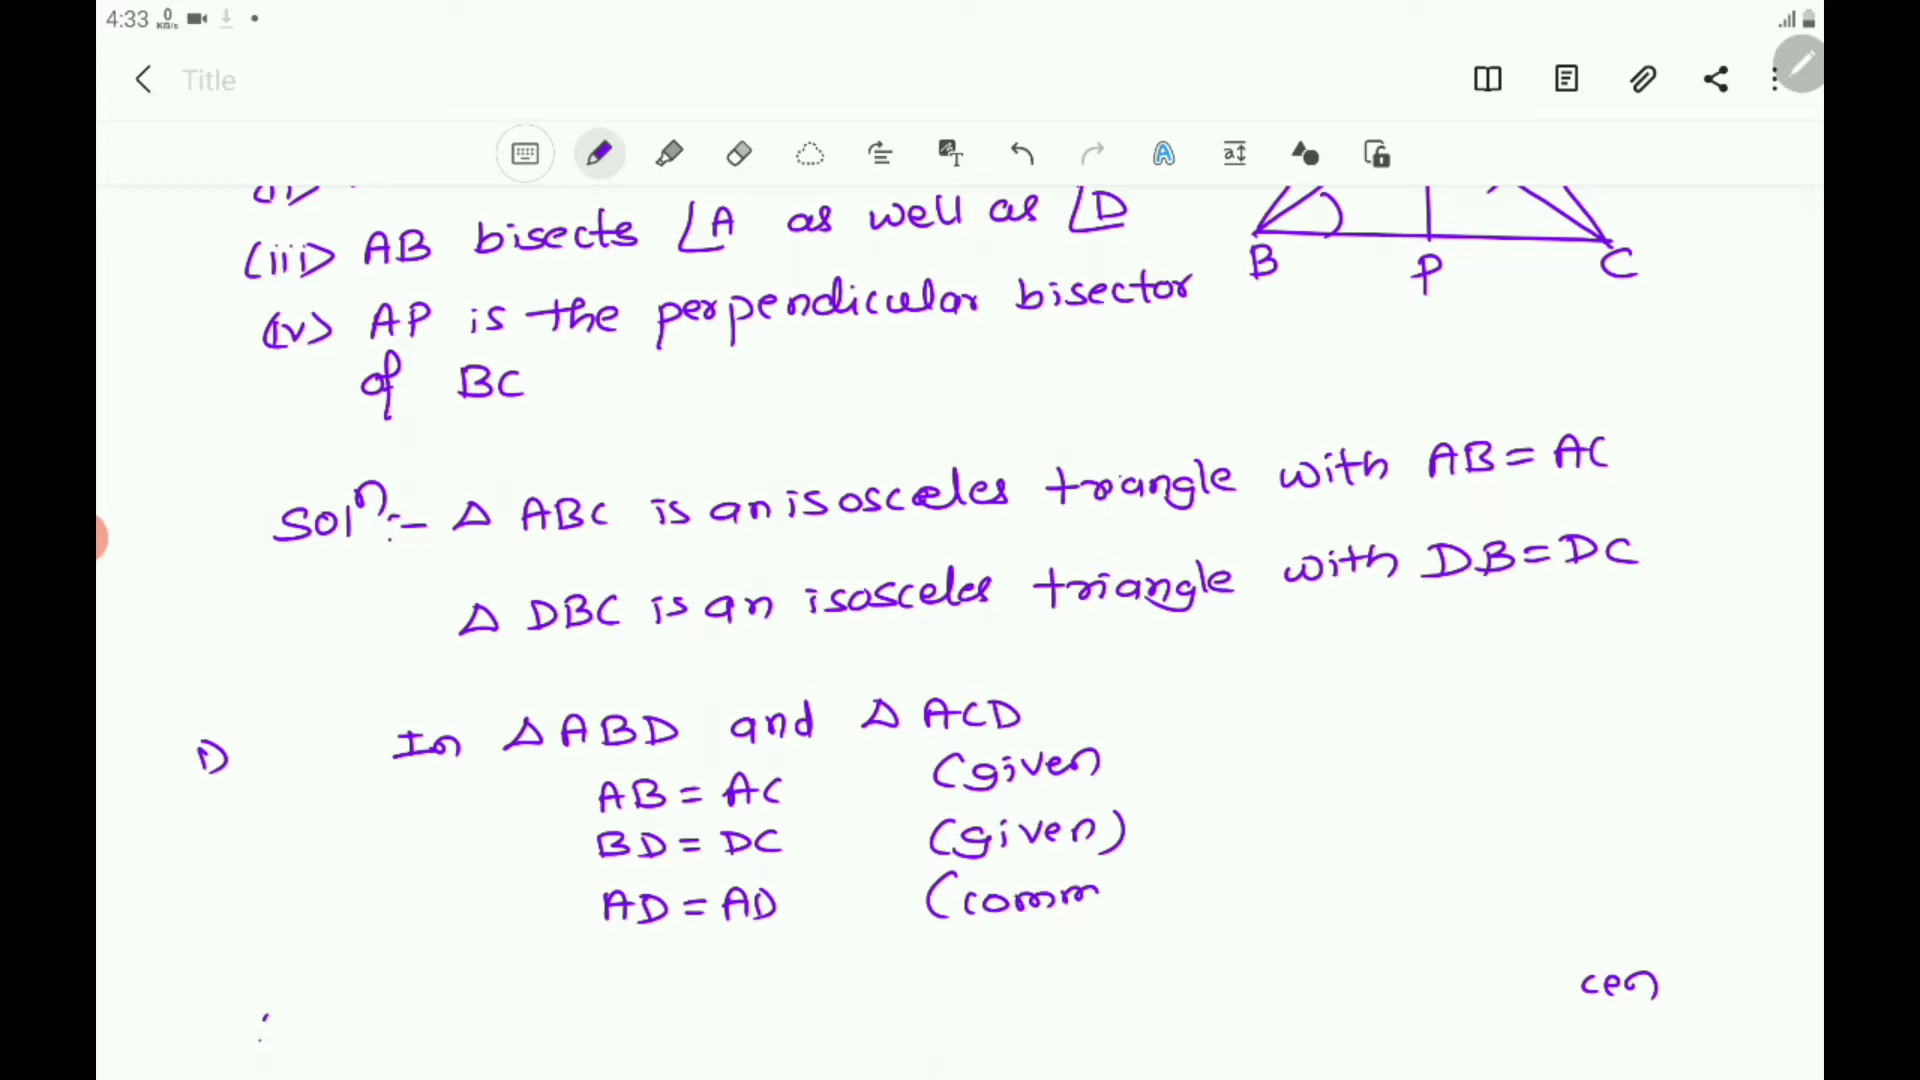 4:33 0 KB/s
Title
(iii) AB bisects ∠A as well as ∠D
(iv) AP is the perpendicular bisector
of BC
B P C
Solⁿ:- △ ABC is an isosceles triangle with AB = AC
△ DBC is an isosceles triangle with DB = DC
i) In △ ABD and △ ACD
AB = AC (given
BD = DC (given)
AD = AD (comm